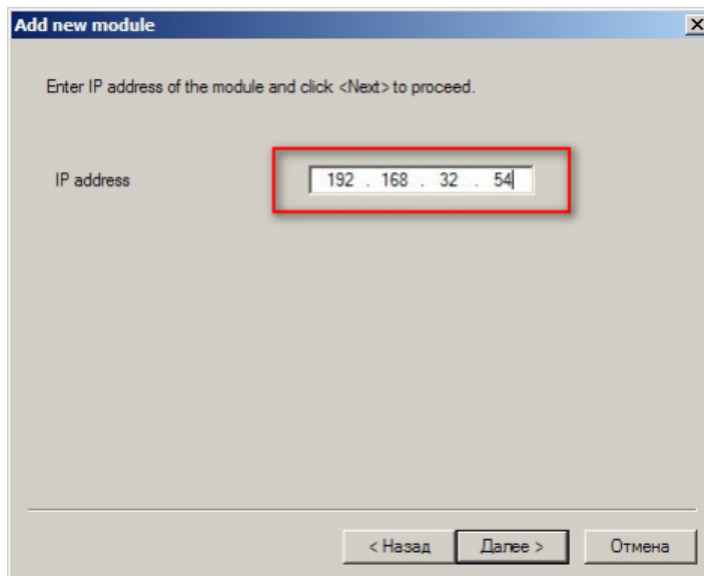 Add new module
Enter IP address of the module and click <Next> to proceed.
IP address 192 . 168 . 32 . 54
< Назад Далее > Отмена